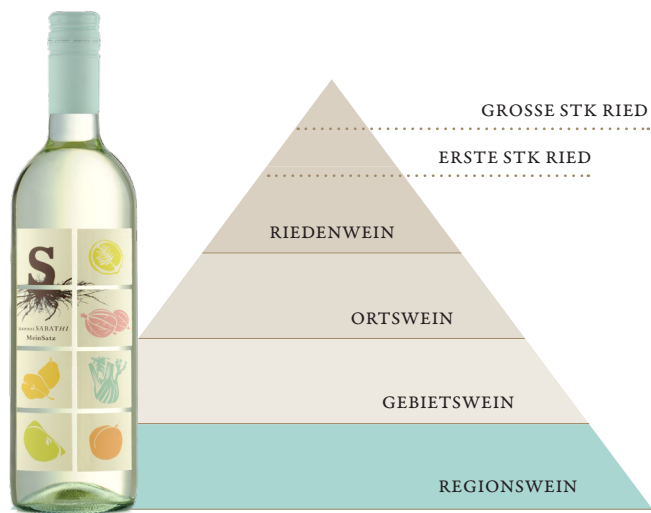 GROSSE STK RIED
ERSTE STK RIED
RIEDENWEIN
ORTSWEIN
GEBIETSWEIN
REGIONSWEIN
S
SABATHI
MeinSatz